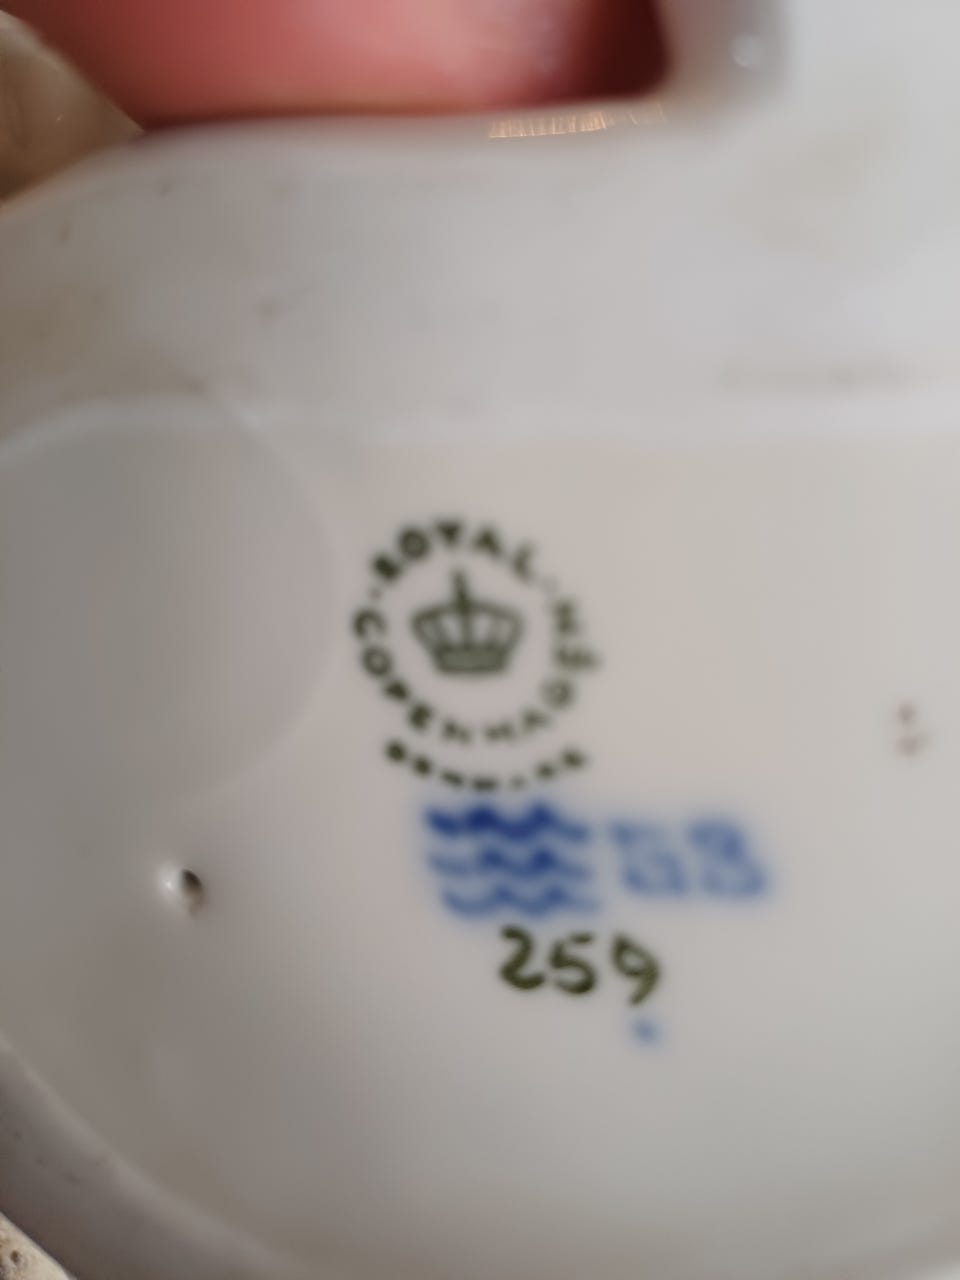 ROYAL
COPENHAGEN
DENMARK
259